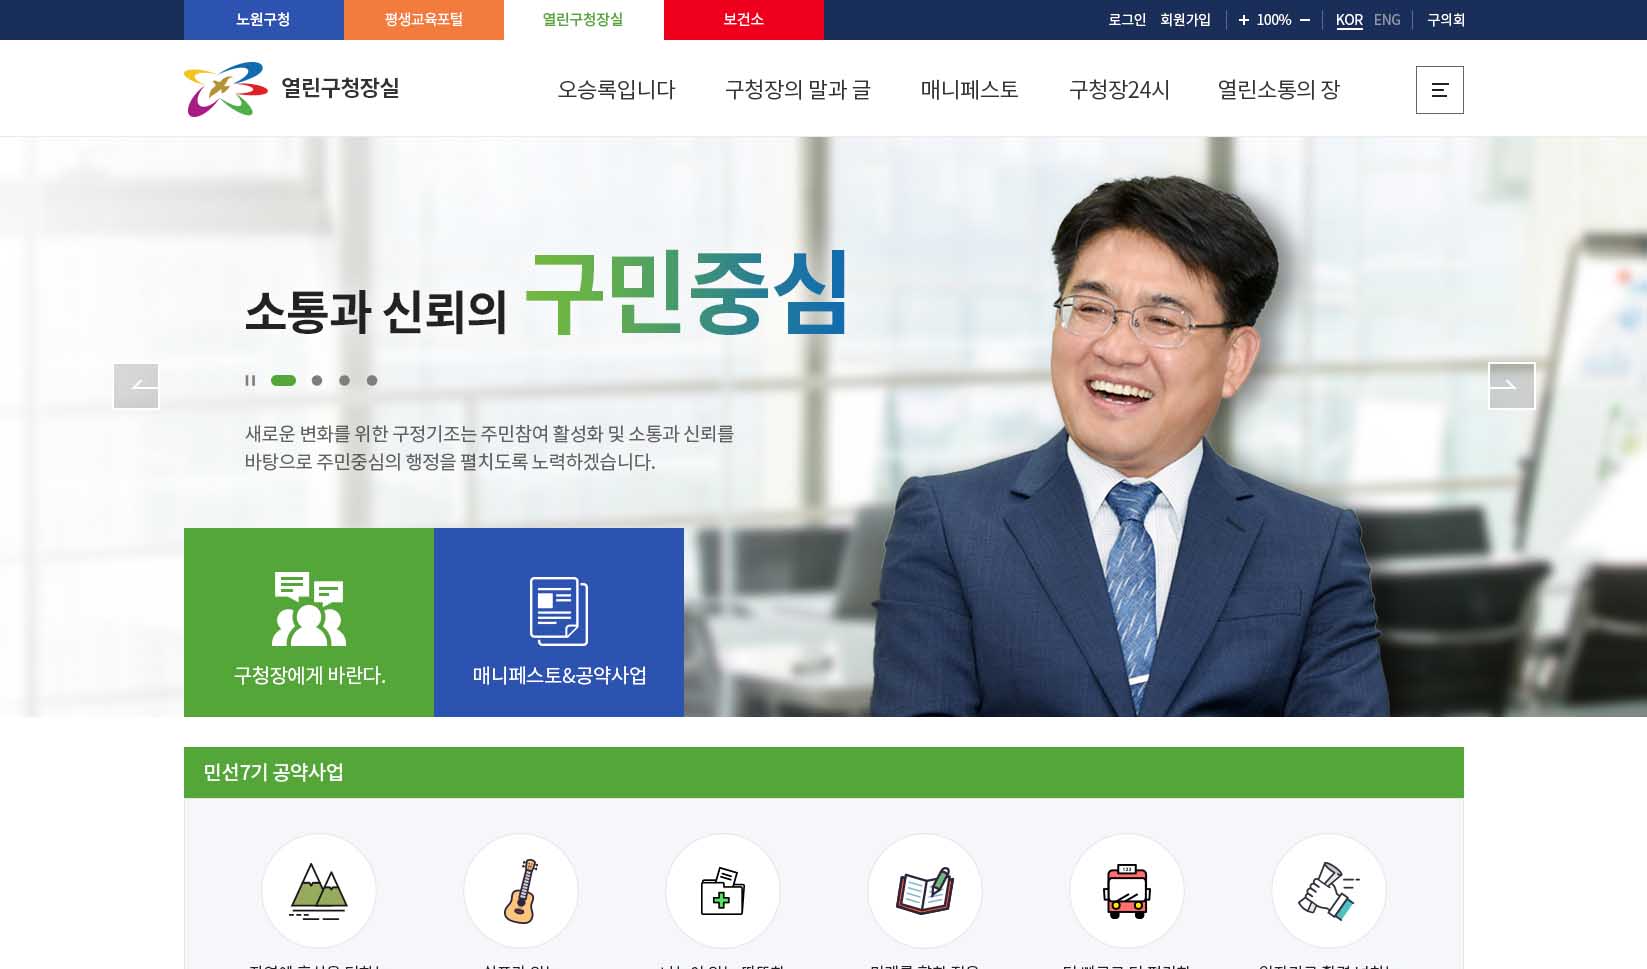 노원구청 평생교육포털 열린구청장실 보건소 로그인 회원가입 100% KOR ENG 구의회
열린구청장실 오승록입니다 구청장의 말과 글 매니페스토 구청장24시 열린소통의 장
소통과 신뢰의 구민중심
새로운 변화를 위한 구정기조는 주민참여 활성화 및 소통과 신뢰를
바탕으로 주민중심의 행정을 펼치도록 노력하겠습니다.
구청장에게 바란다. 매니페스토&공약사업
민선7기 공약사업